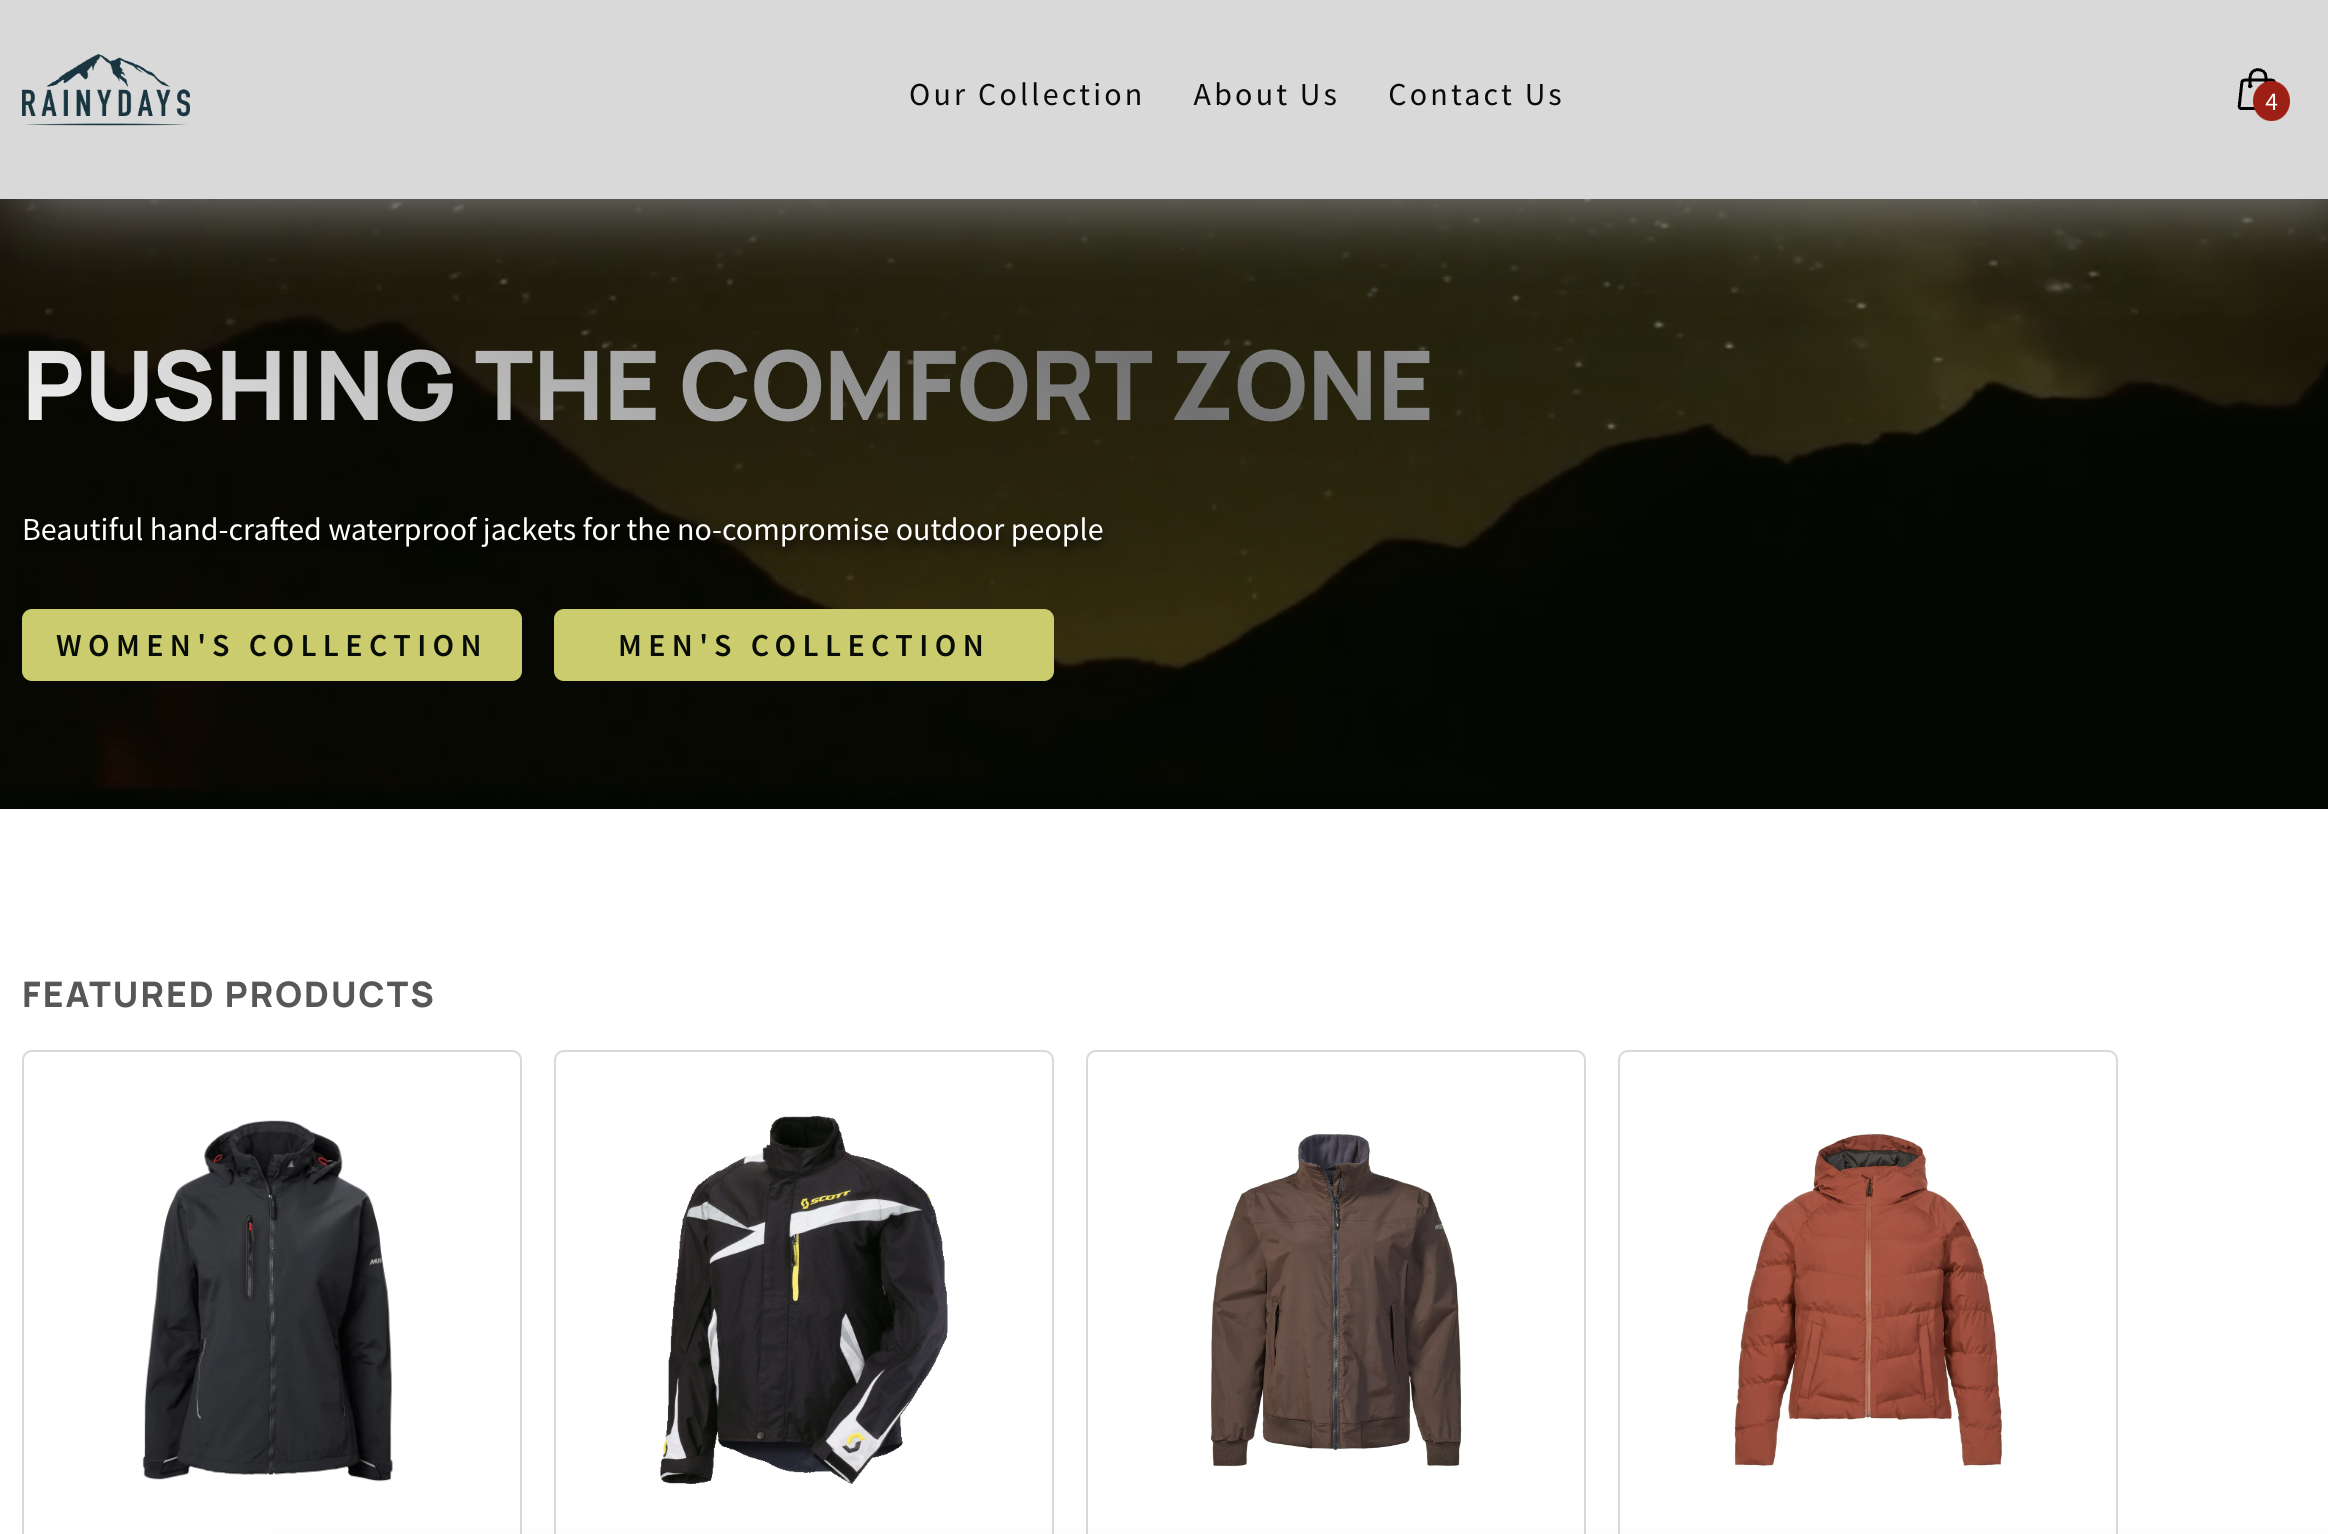 RAINYDAYS
Our Collection
About Us
Contact Us
4
PUSHING THE COMFORT ZONE
Beautiful hand-crafted waterproof jackets for the no-compromise outdoor people
WOMEN'S COLLECTION
MEN'S COLLECTION
FEATURED PRODUCTS
SCOTT